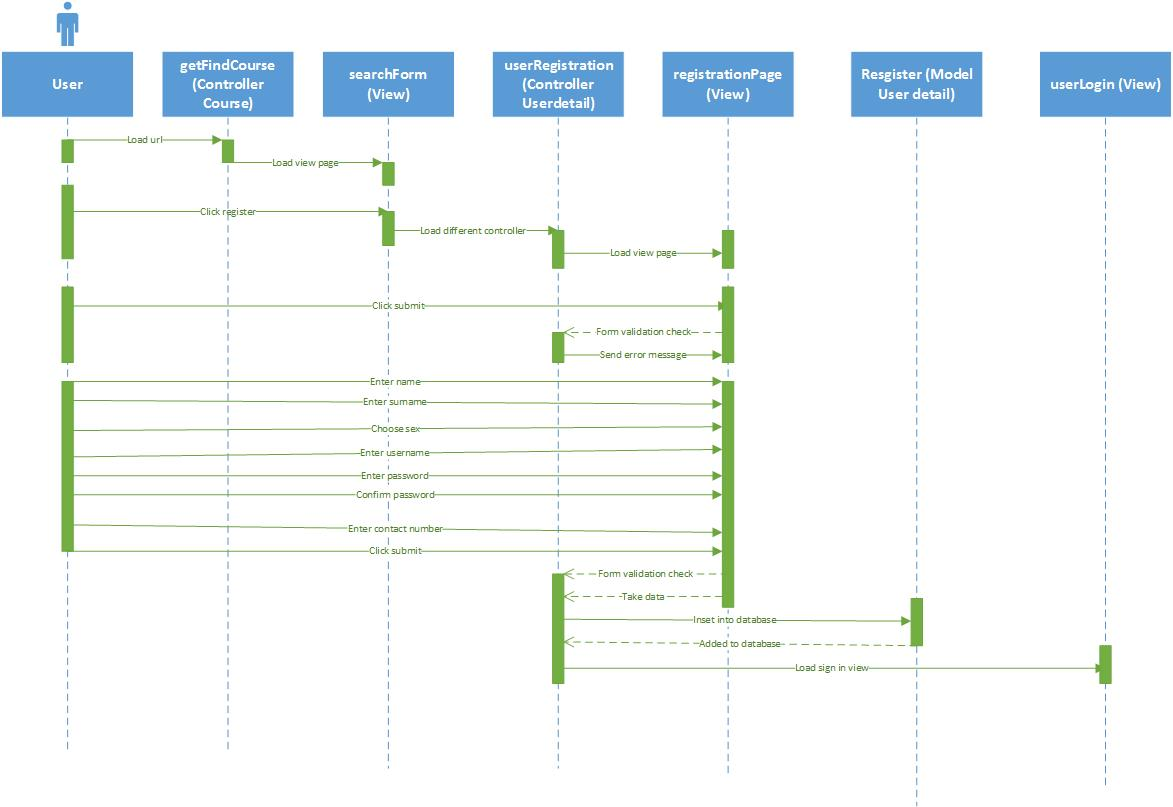 User
getFindCourse
(Controller
Course)
searchForm
(View)
userRegistration
(Controller
Userdetail)
registrationPage
(View)
Resgister (Model
User detail)
userLogin (View)
Load url
Load view page
Click register
Load different controller
Load view page
Click submit
Form validation check
Send error message
Enter name
Enter surname
Choose sex
Enter username
Enter password
Confirm password
Enter contact number
Click submit
Form validation check
Take data
Inset into database
Added to database
Load sign in view